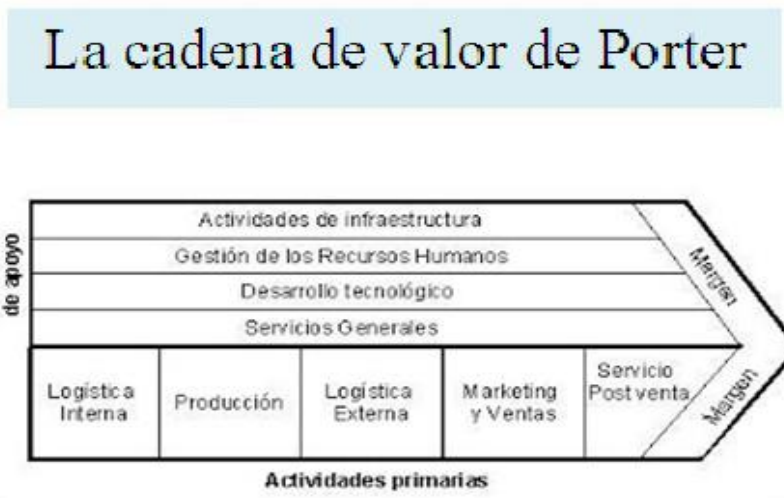 La cadena de valor de Porter
Actividades de infraestructura
Gestión de los Recursos Humanos
Desarrollo tecnológico
Servicios Generales
de apoyo
Margen
Logística
Interna
Producción
Logística
Externa
Marketing
y Ventas
Servicio
Post venta
Margen
Actividades primarias